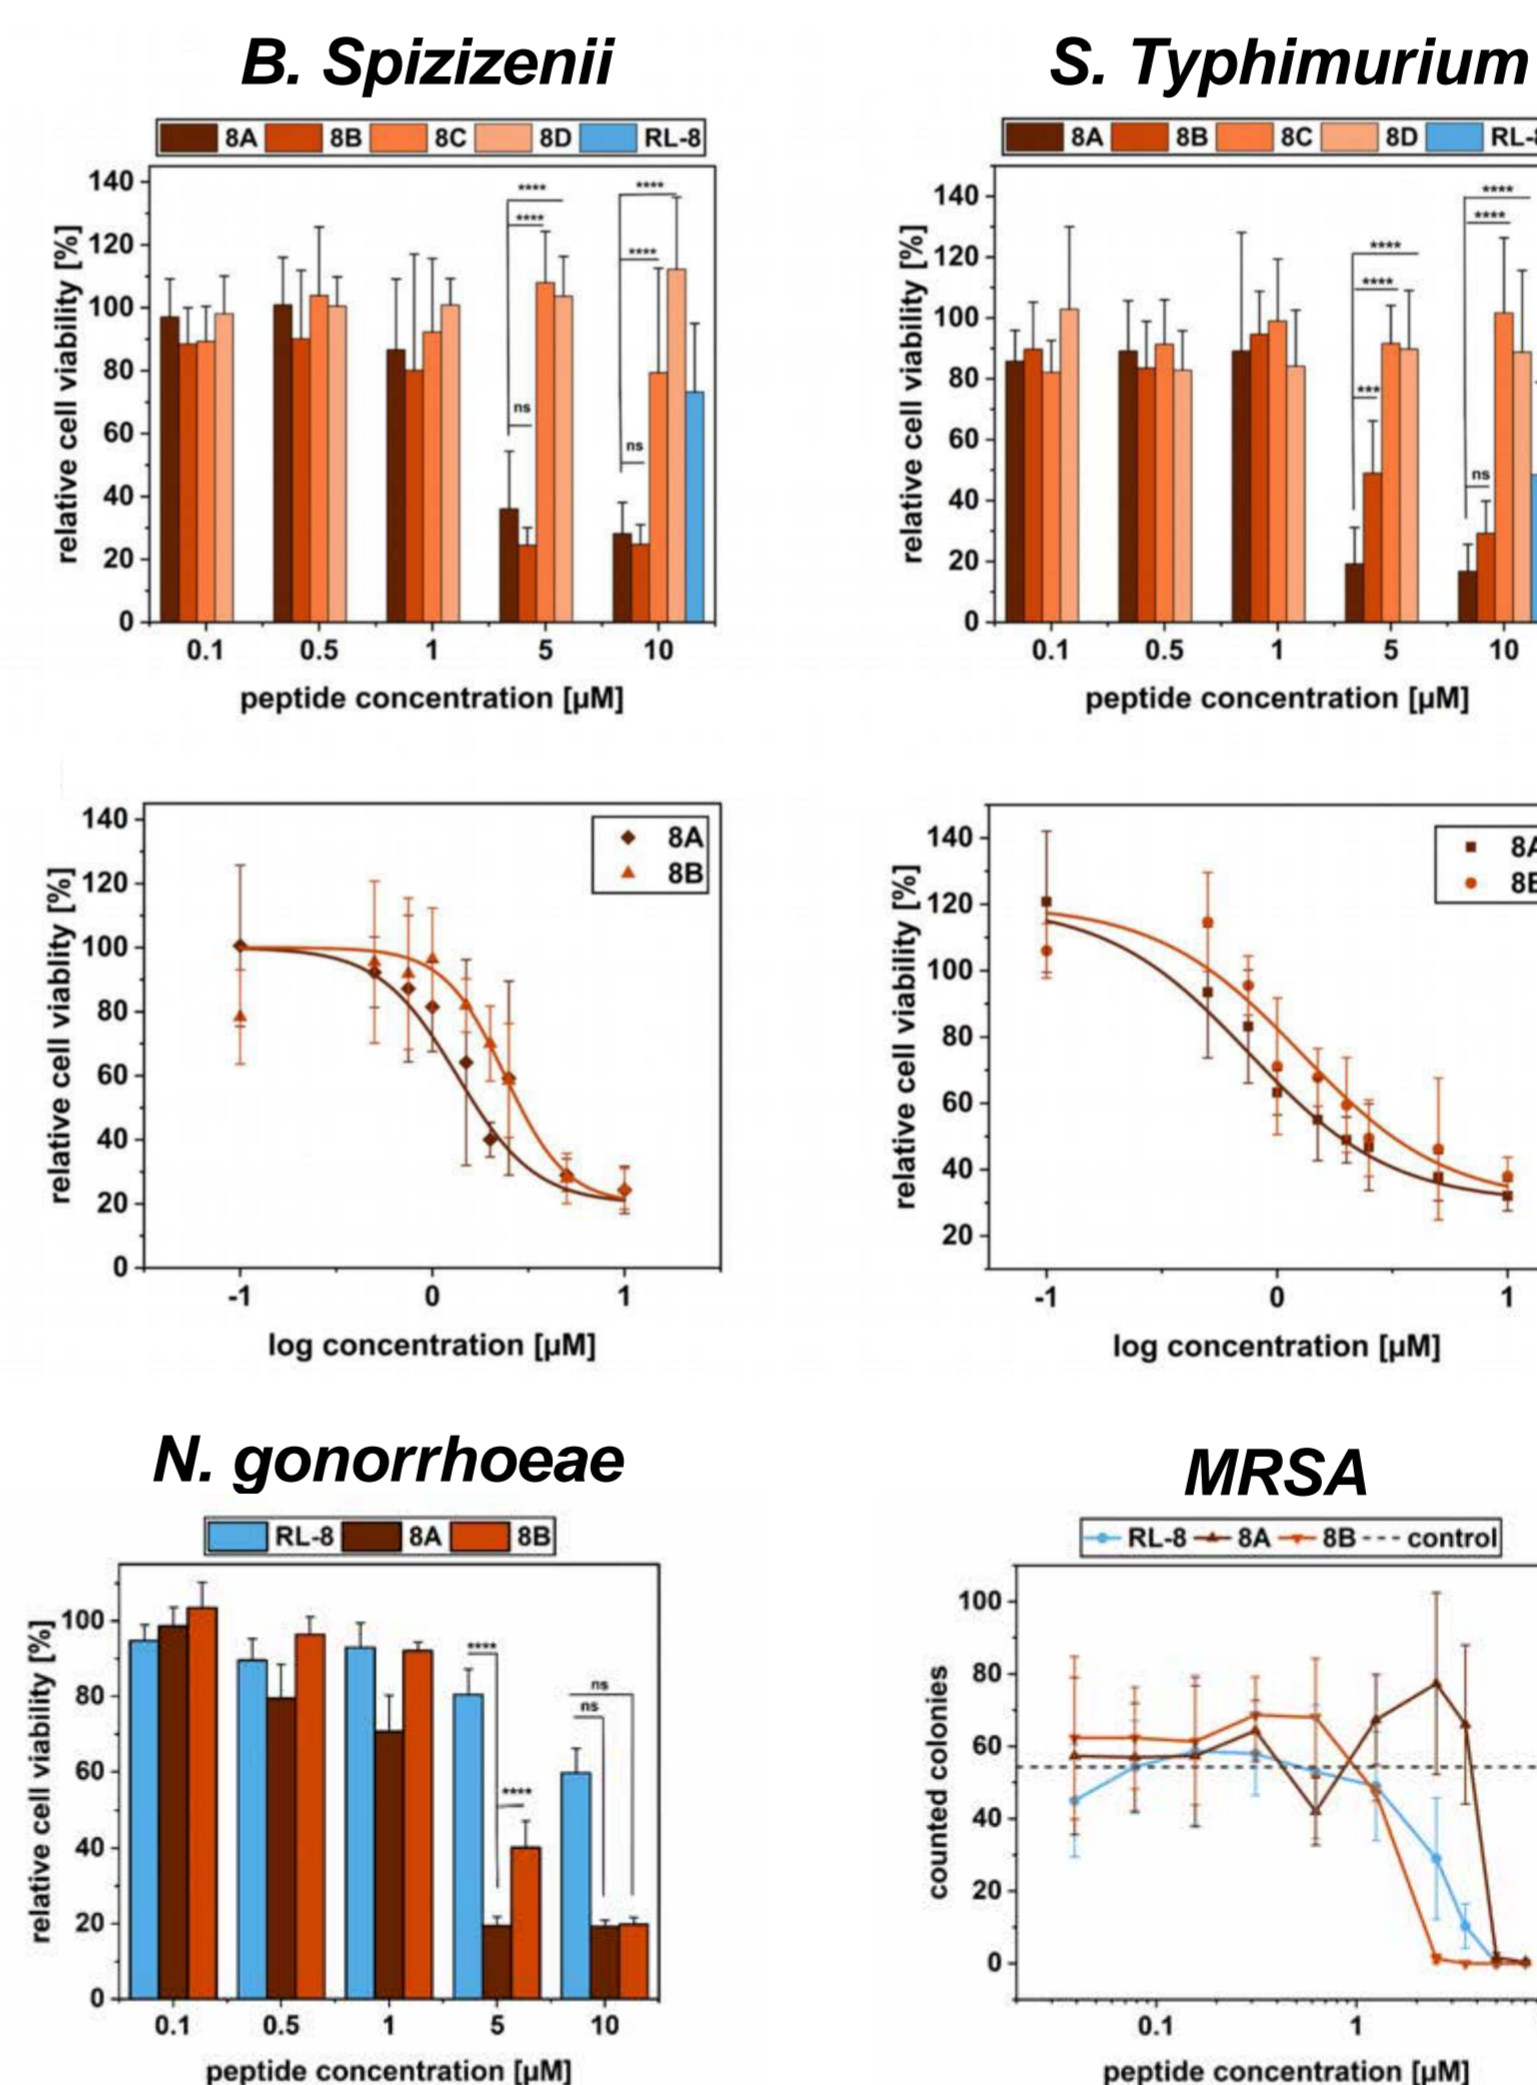 B. Spizizenii
8A 8B 8C 8D RL-8
140
120
100
80
60
40
20
0
relative cell viability [%]
****
****
ns
****
****
ns
0.1 0.5 1 5 10
peptide concentration [µM]
S. Typhimurium
8A 8B 8C 8D RL-8
140
120
100
80
60
40
20
0
relative cell viability [%]
****
****
***
****
****
ns
0.1 0.5 1 5 10
peptide concentration [µM]
140
120
100
80
60
40
20
0
relative cell viablity [%]
8A
8B
-1 0 1
log concentration [µM]
140
120
100
80
60
40
20
relative cell viability [%]
8A
8B
-1 0 1
log concentration [µM]
N. gonorrhoeae
RL-8 8A 8B
100
80
60
40
20
0
relative cell viability [%]
****
****
ns
ns
0.1 0.5 1 5 10
peptide concentration [µM]
MRSA
RL-8 8A 8B control
100
80
60
40
20
0
counted colonies
0.1 1
peptide concentration [µM]